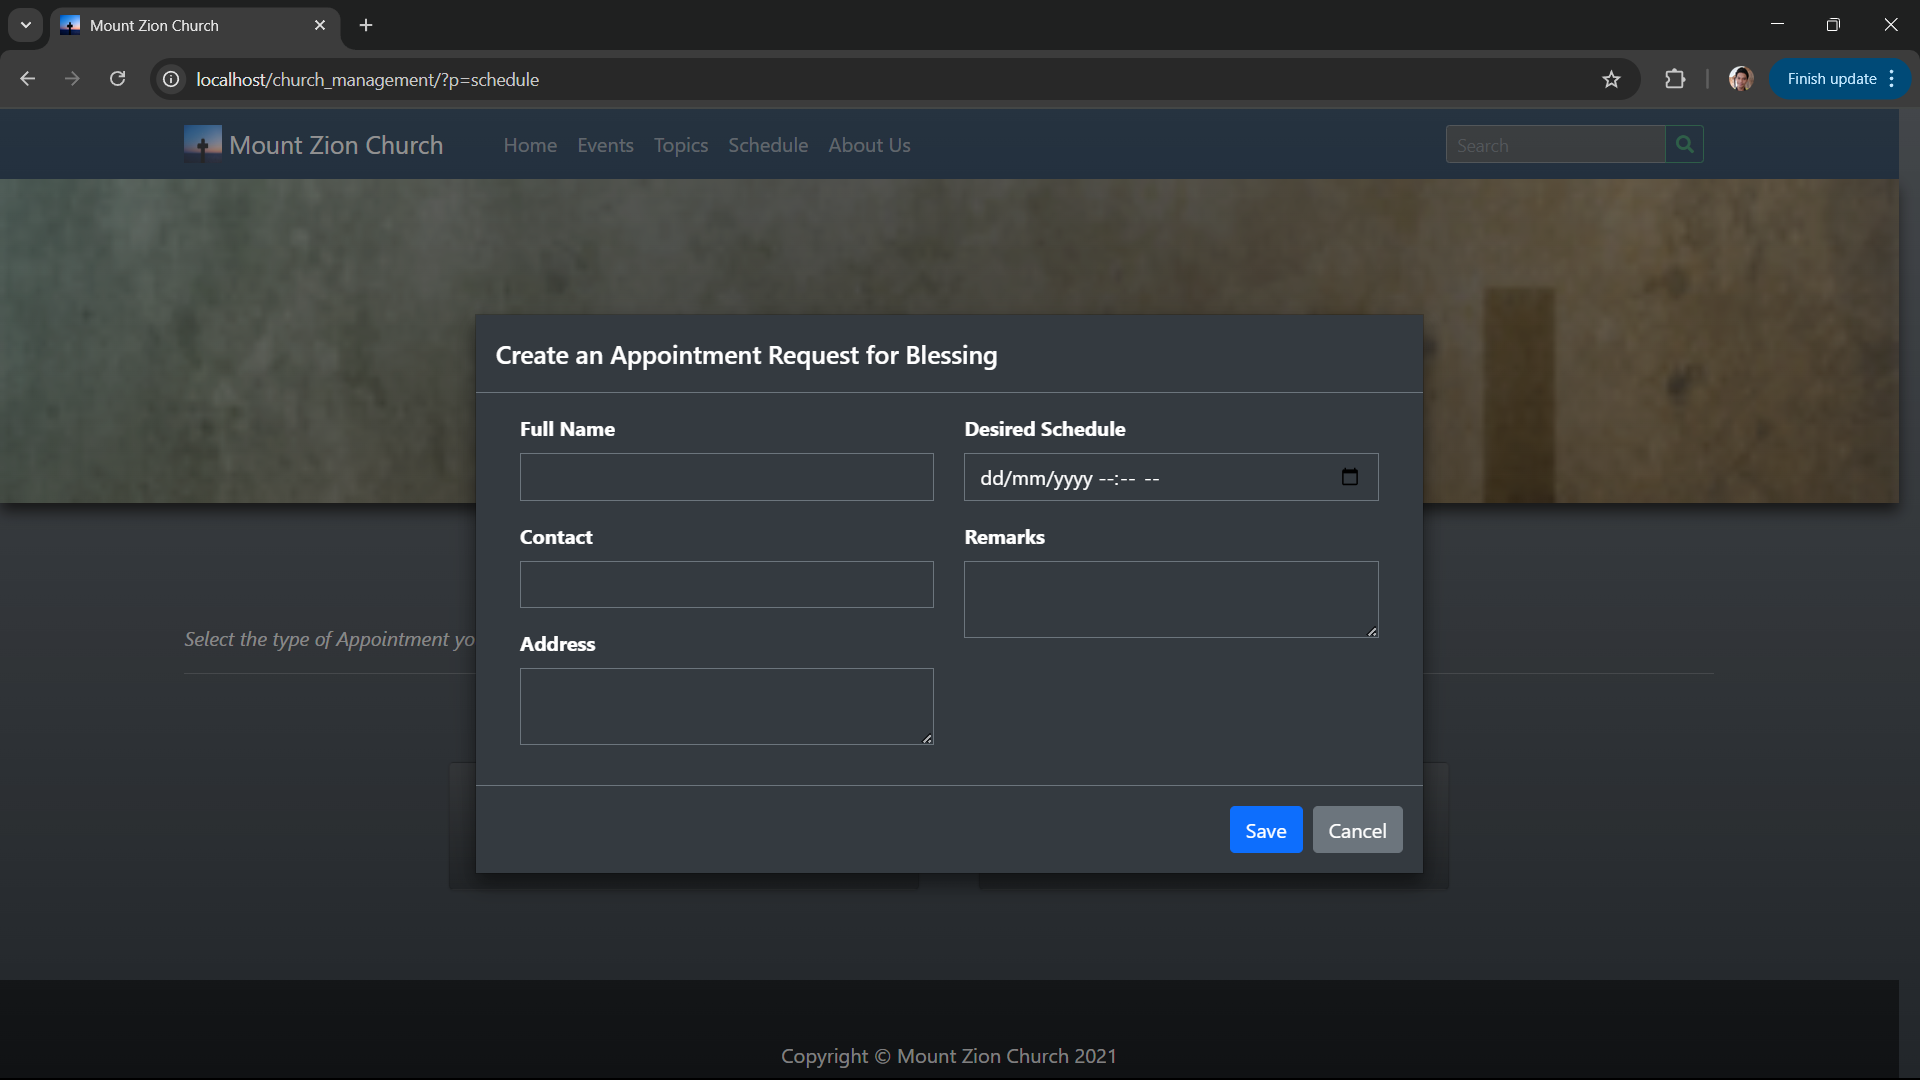 Mount Zion Church
localhost/church_management/?p=schedule
Finish update
Mount Zion Church
Home Events Topics Schedule About Us
Search
Create an Appointment Request for Blessing
Full Name
Desired Schedule
dd/mm/yyyy --:-- --
Contact
Remarks
Select the type of Appointment yo
Address
Save Cancel
Copyright © Mount Zion Church 2021